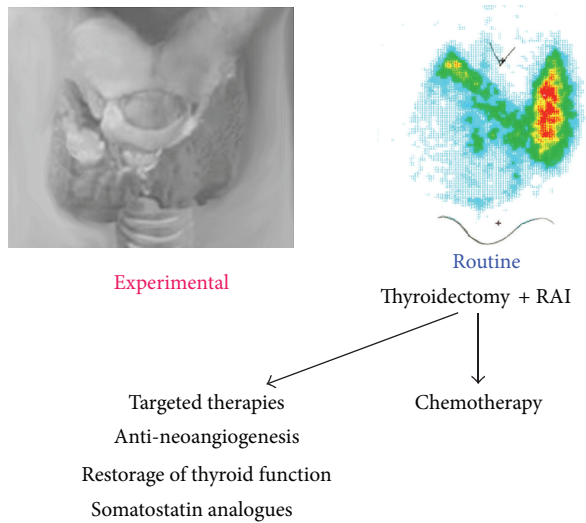 Experimental
Routine
Thyroidectomy + RAI
Targeted therapies
Chemotherapy
Anti-neoangiogenesis
Restorage of thyroid function
Somatostatin analogues